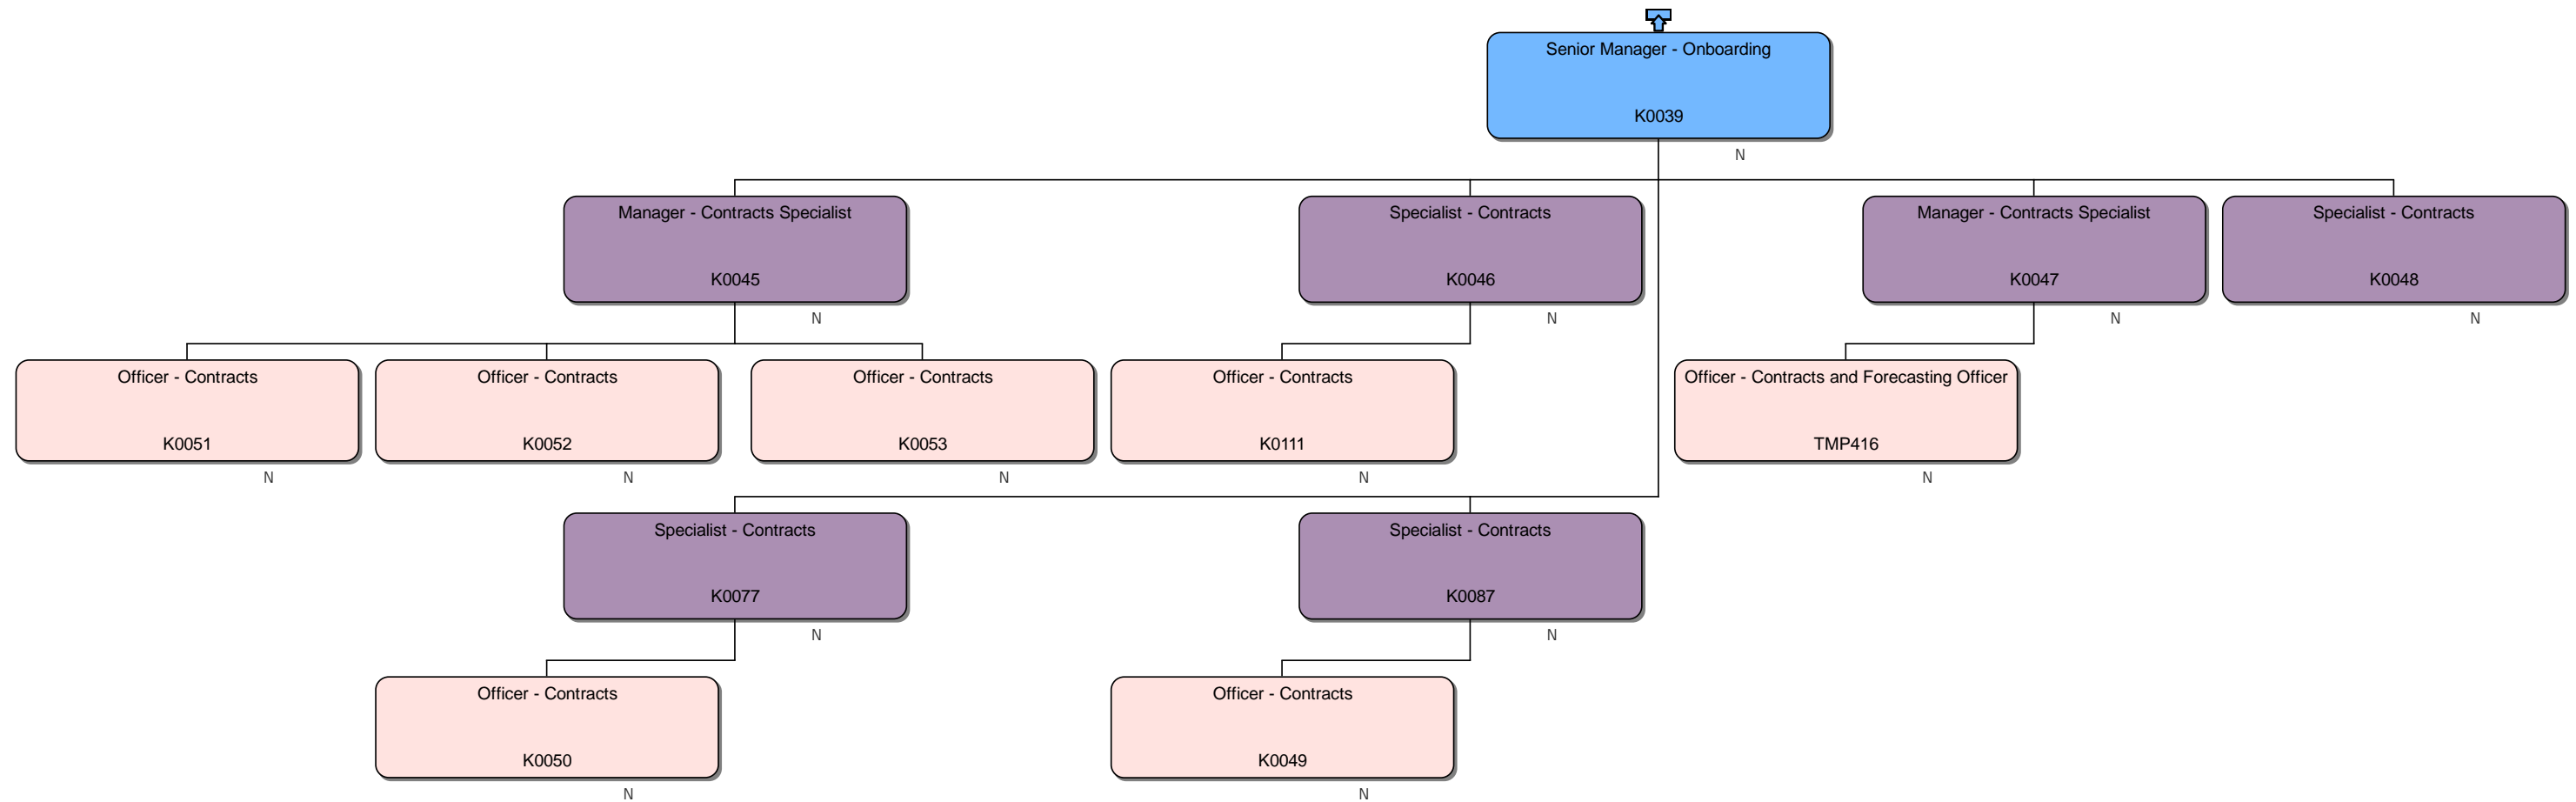 Senior Manager - Onboarding
K0039
N
Manager - Contracts Specialist
K0045
N
Specialist - Contracts
K0046
N
Manager - Contracts Specialist
K0047
N
Specialist - Contracts
K0048
N
Officer - Contracts
K0051
N
Officer - Contracts
K0052
N
Officer - Contracts
K0053
N
Officer - Contracts
K0111
N
Officer - Contracts and Forecasting Officer
TMP416
N
Specialist - Contracts
K0077
N
Specialist - Contracts
K0087
N
Officer - Contracts
K0050
N
Officer - Contracts
K0049
N